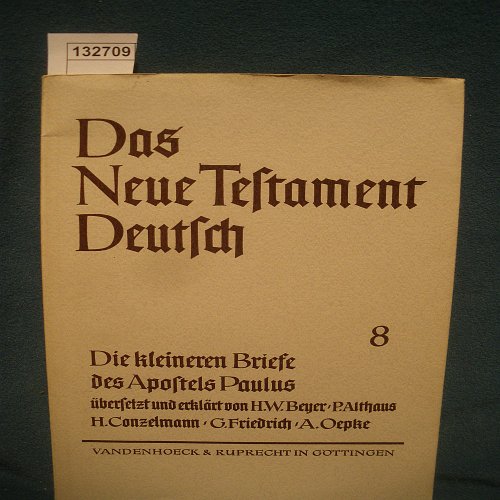 132709
Das
Neue Teſtament
Deutſch
8
Die kleineren Briefe
des Apoſtels Paulus
überſetzt und erklärt von H.W. Beyer · P. Althaus
H. Conzelmann · G. Friedrich · A. Oepke
VANDENHOECK & RUPRECHT IN GÖTTINGEN